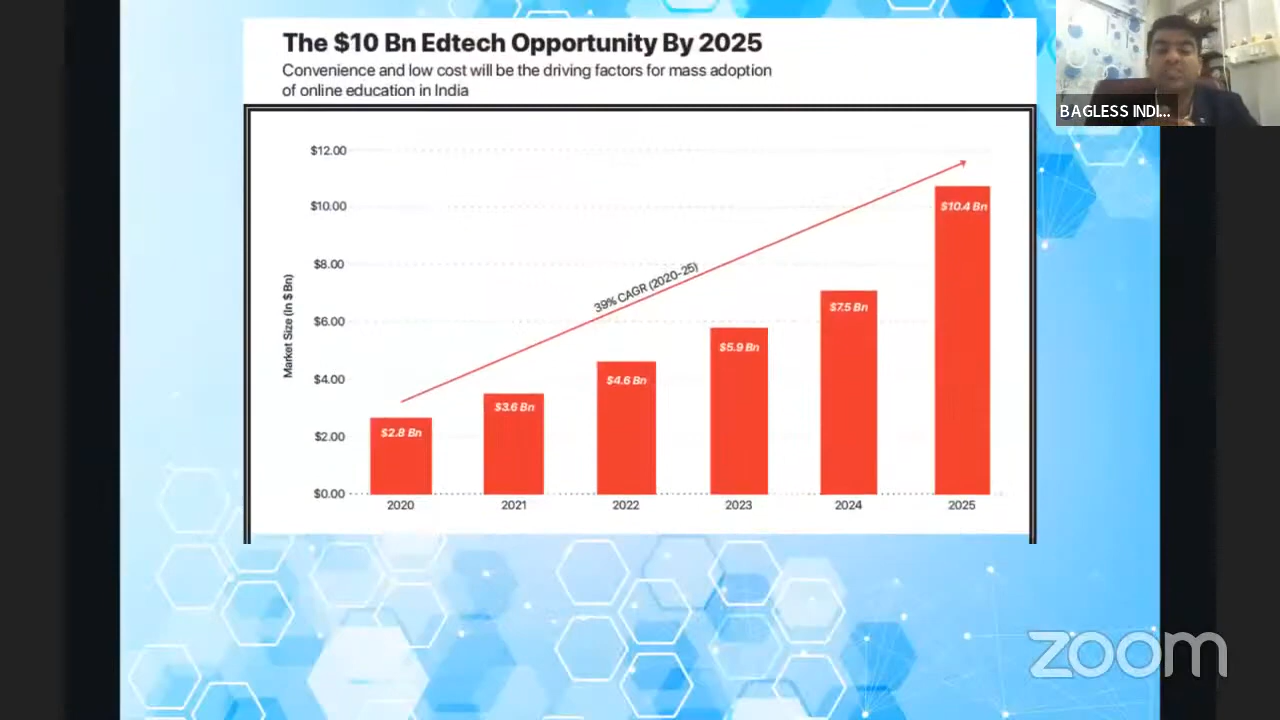 The $10 Bn Edtech Opportunity By 2025
Convenience and low cost will be the driving factors for mass adoption
of online education in India
BAGLESS INDI...
$12.00
$10.00
$8.00
$6.00
$4.00
$2.00
$0.00
Market Size (In $ Bn)
39% CAGR (2020-25)
$2.8 Bn
$3.6 Bn
$4.6 Bn
$5.9 Bn
$7.5 Bn
$10.4 Bn
2020 2021 2022 2023 2024 2025
zoom